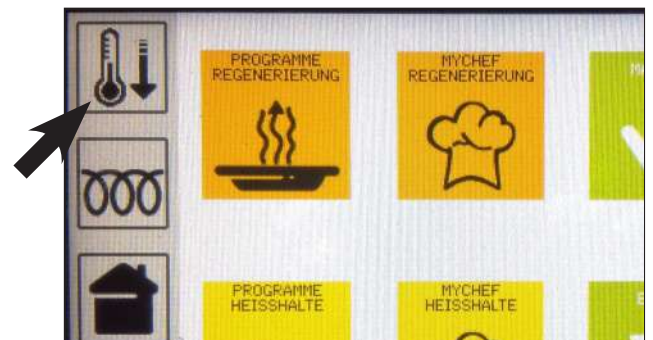 PROGRAMME
REGENERIERUNG
MYCHEF
REGENERIERUNG
PROGRAMME
HEISSHALTE
MYCHEF
HEISSHALTE